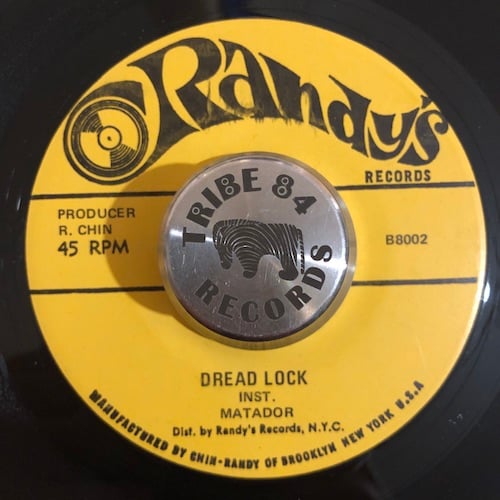 Randy's
RECORDS
PRODUCER
R. CHIN
45 RPM
B8002
TRIBE 84
RECORDS
DREAD LOCK
INST.
MATADOR
Dist. by Randy's Records, N.Y.C.
MANUFACTURED BY CHIN-RANDY OF BROOKLYN NEW YORK U.S.A